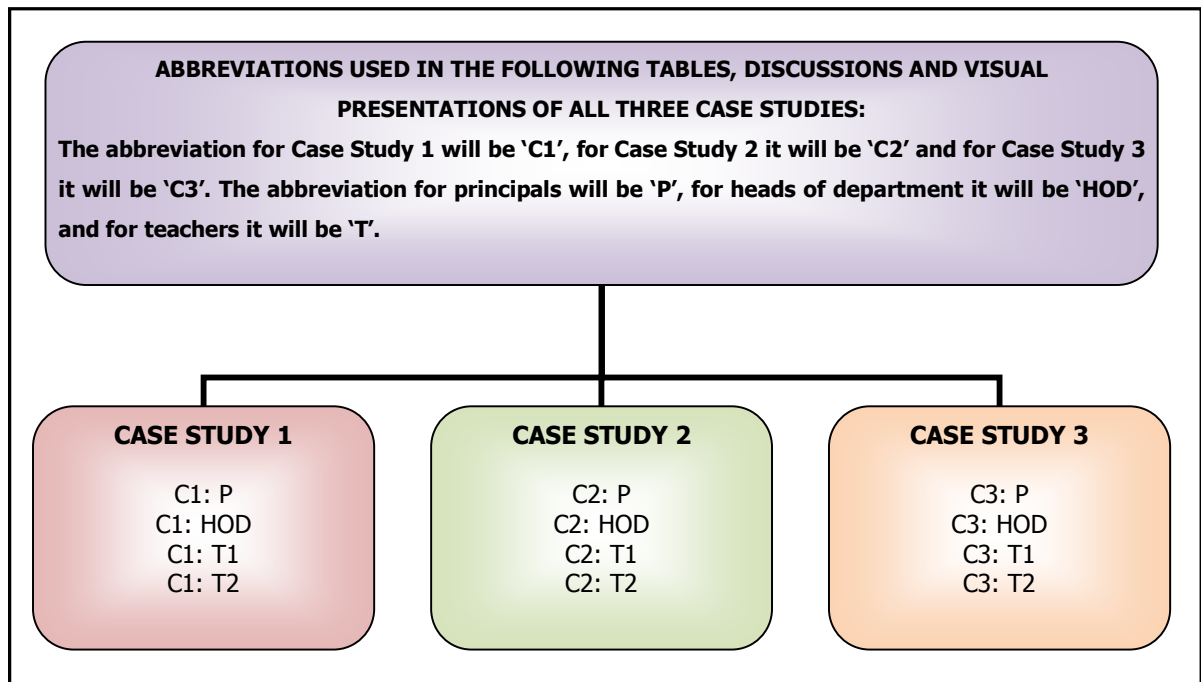 ABBREVIATIONS USED IN THE FOLLOWING TABLES, DISCUSSIONS AND VISUAL
PRESENTATIONS OF ALL THREE CASE STUDIES:
The abbreviation for Case Study 1 will be ‘C1’, for Case Study 2 it will be ‘C2’ and for Case Study 3
it will be ‘C3’. The abbreviation for principals will be ‘P’, for heads of department it will be ‘HOD’,
and for teachers it will be ‘T’.
CASE STUDY 1
C1: P
C1: HOD
C1: T1
C1: T2
CASE STUDY 2
C2: P
C2: HOD
C2: T1
C2: T2
CASE STUDY 3
C3: P
C3: HOD
C3: T1
C3: T2